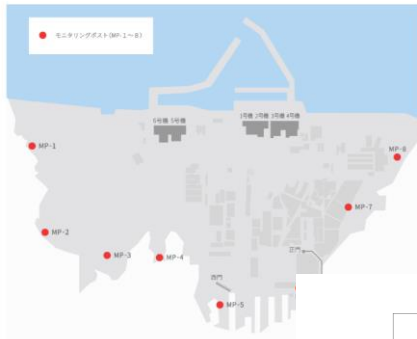 モニタリングポスト(MP-1～8)
6号機 5号機
1号機 2号機 3号機 4号機
MP-1
MP-8
MP-7
MP-2
MP-3
MP-4
正門
西門
MP-5